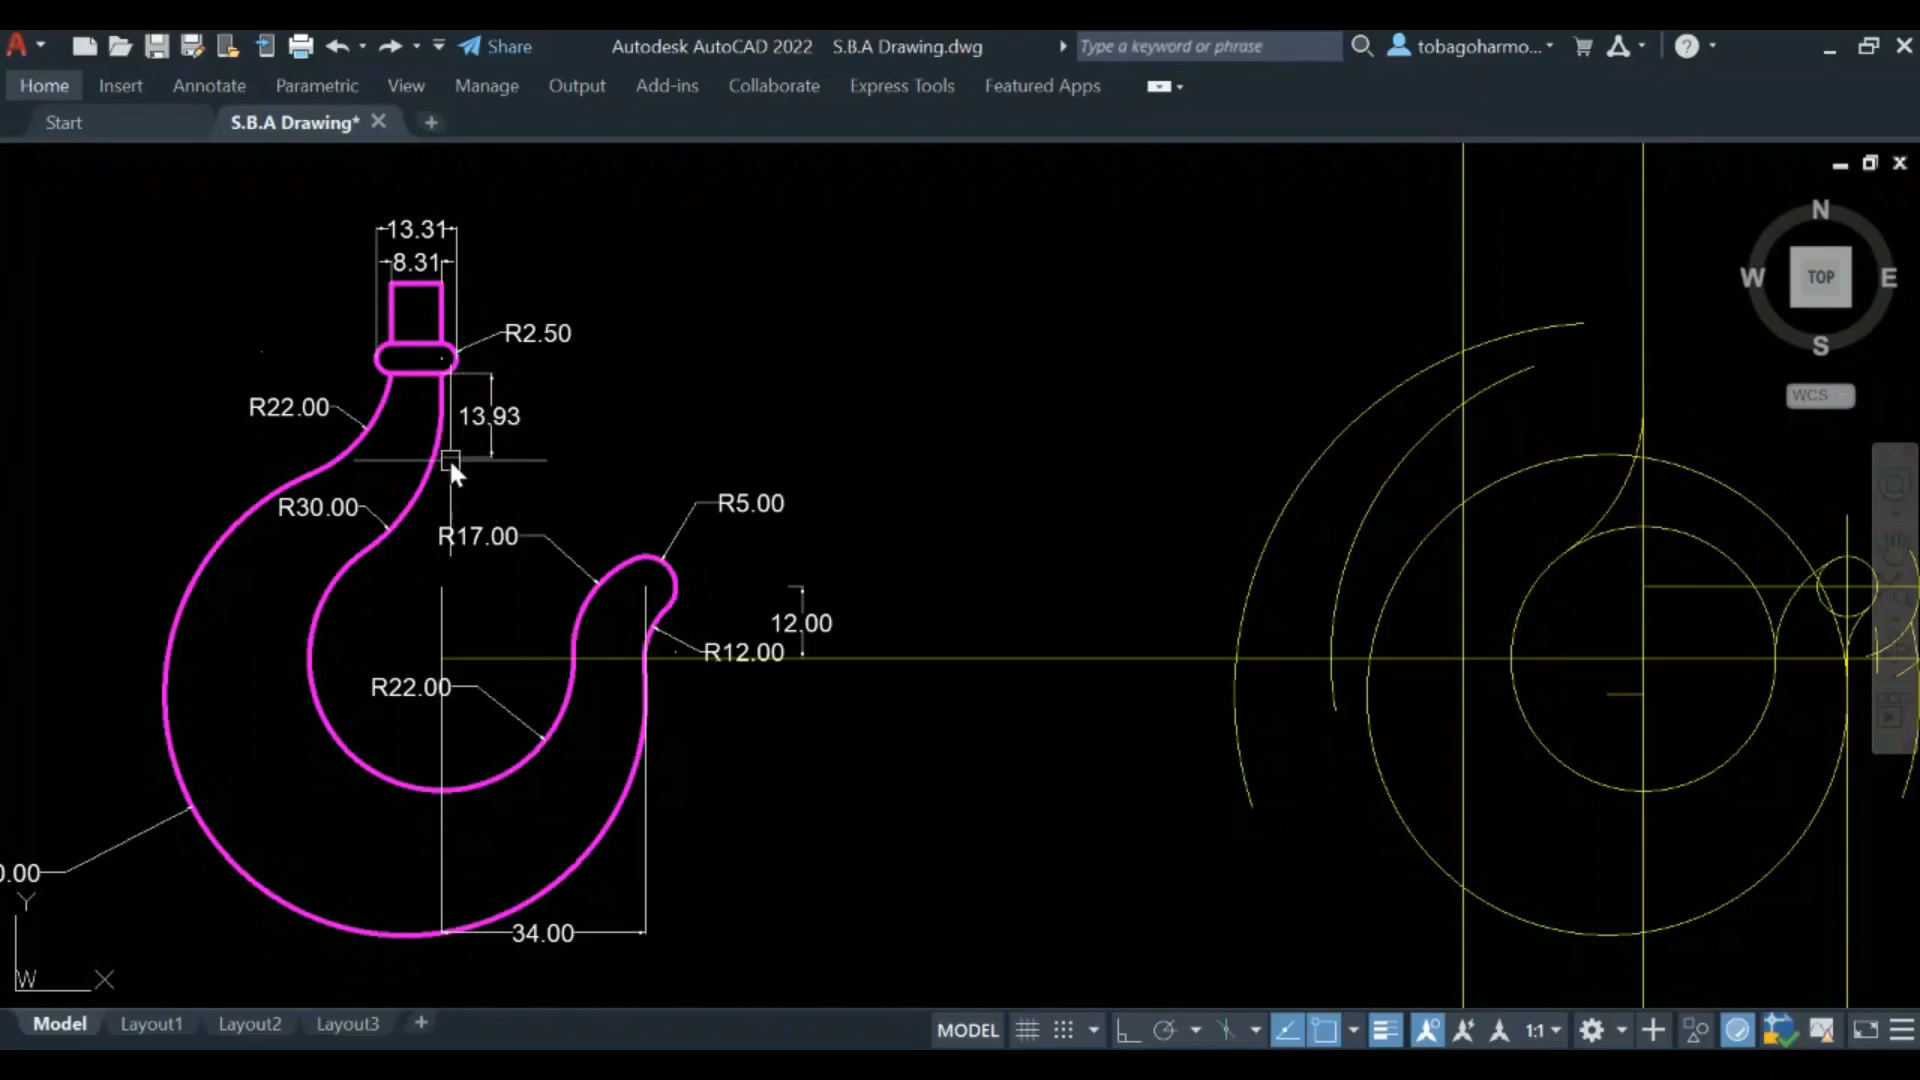 Share
Autodesk AutoCAD 2022 S.B.A Drawing.dwg
Type a keyword or phrase
tobagoharmo...
Home Insert Annotate Parametric View Manage Output Add-ins Collaborate Express Tools Featured Apps
Start
S.B.A Drawing*
N
W TOP E
S
WCS
13.31
8.31
R2.50
R22.00
13.93
R30.00
R17.00
R5.00
12.00
R12.00
R22.00
0.00
34.00
Y
W X
Model Layout1 Layout2 Layout3
MODEL
1:1